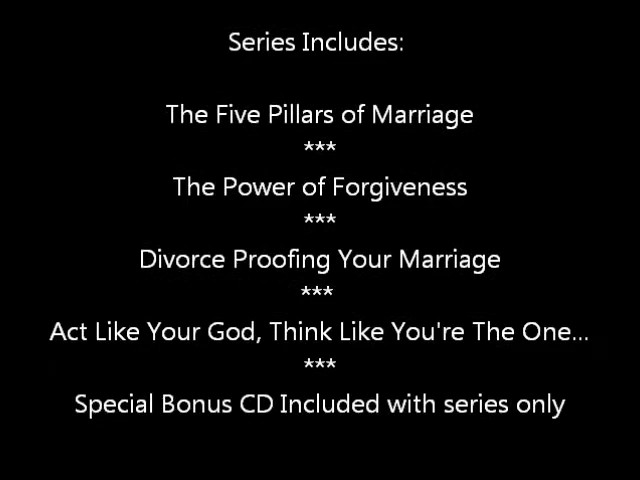 Series Includes:
The Five Pillars of Marriage
***
The Power of Forgiveness
***
Divorce Proofing Your Marriage
***
Act Like Your God, Think Like You're The One...
***
Special Bonus CD Included with series only